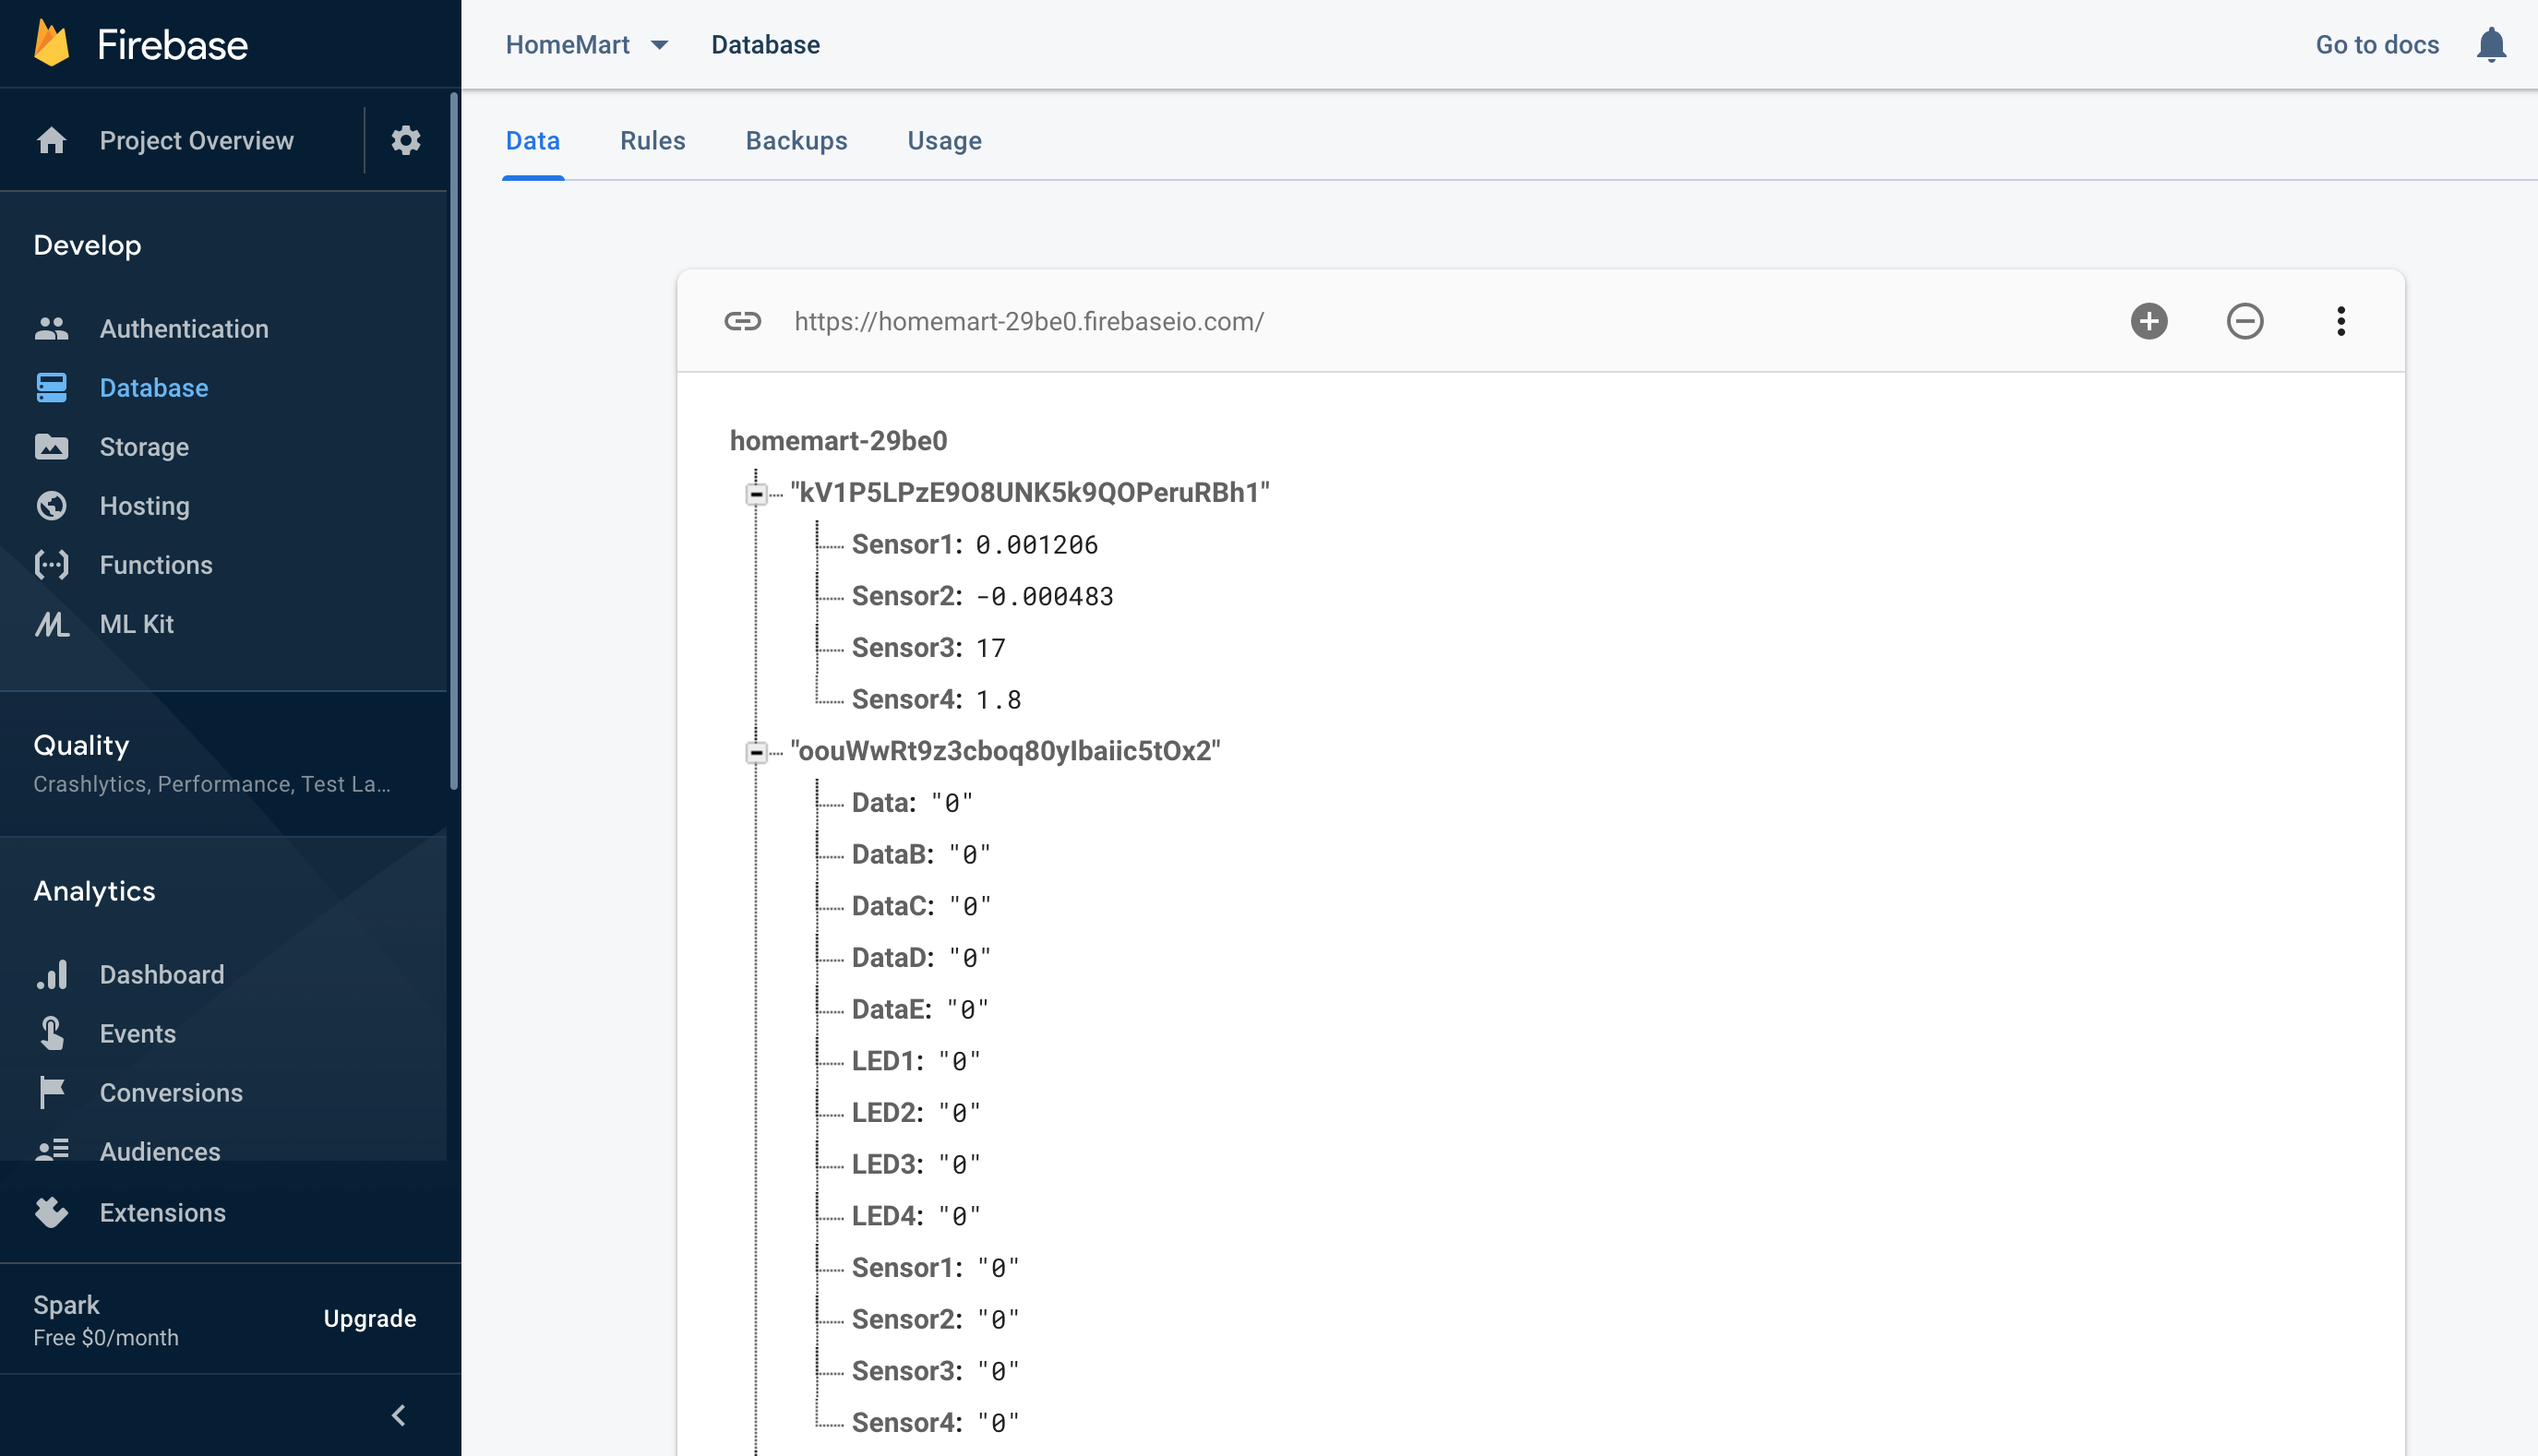 Firebase
Project Overview
Develop
Authentication
Database
Storage
Hosting
Functions
ML Kit
Quality
Crashlytics, Performance, Test La...
Analytics
Dashboard
Events
Conversions
Audiences
Extensions
Spark
Free $0/month
Upgrade
HomeMart
Database
Go to docs
Data
Rules
Backups
Usage
https://homemart-29be0.firebaseio.com/
homemart-29be0
"kV1P5LPzE9O8UNK5k9QOPeruRBh1"
Sensor1: 0.001206
Sensor2: -0.000483
Sensor3: 17
Sensor4: 1.8
"oouWwRt9z3cboq80yIbaiic5tOx2"
Data: "0"
DataB: "0"
DataC: "0"
DataD: "0"
DataE: "0"
LED1: "0"
LED2: "0"
LED3: "0"
LED4: "0"
Sensor1: "0"
Sensor2: "0"
Sensor3: "0"
Sensor4: "0"